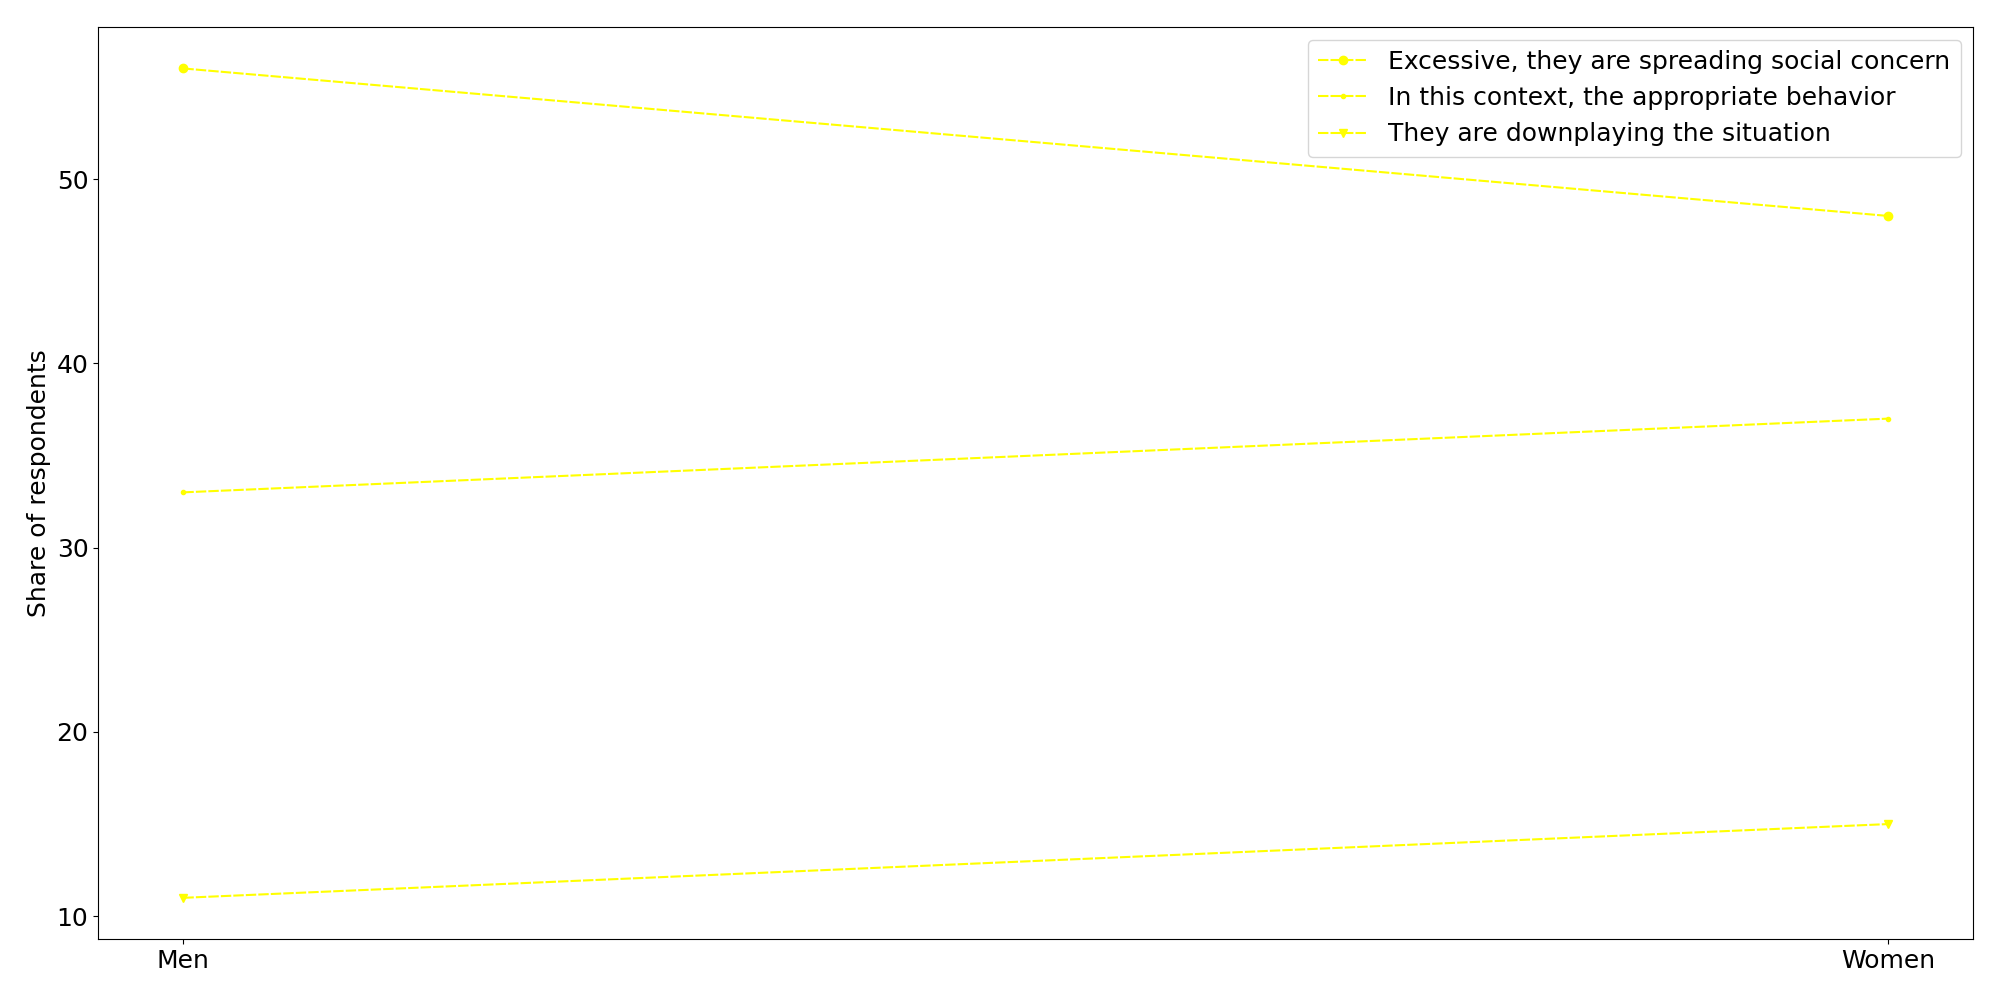 Excessive, they are spreading social concern
In this context, the appropriate behavior
They are downplaying the situation
Share of respondents
50
40
30
20
10
Men
Women